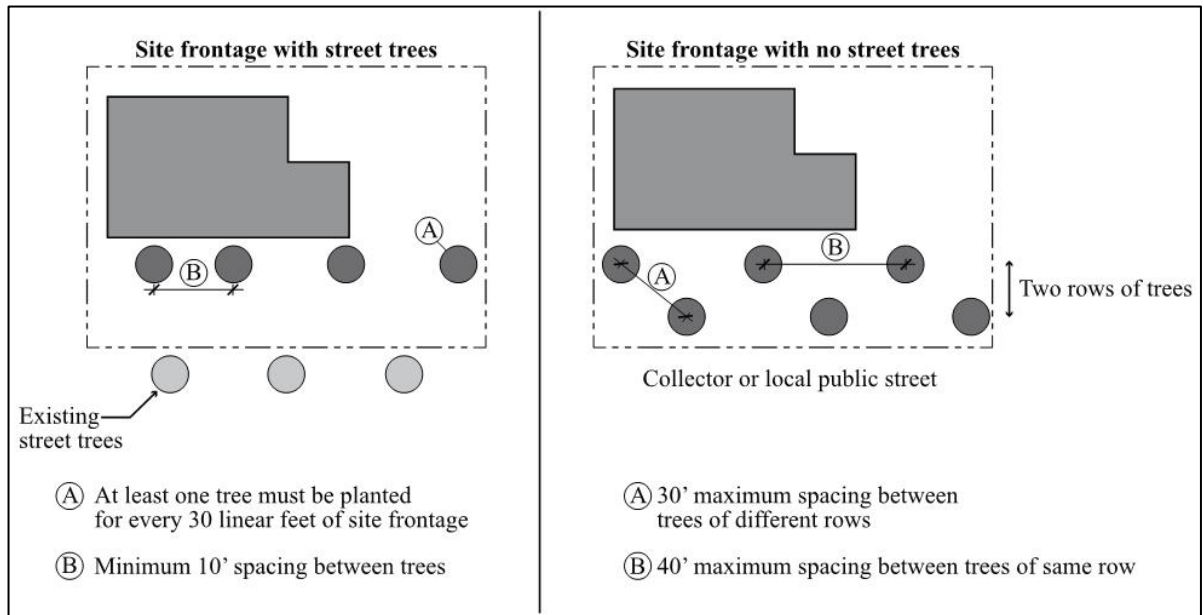 Site frontage with street trees
A
B
Existing
street trees
Ⓐ At least one tree must be planted
for every 30 linear feet of site frontage
Ⓑ Minimum 10’ spacing between trees
Site frontage with no street trees
B
A
Two rows of trees
Collector or local public street
Ⓐ 30’ maximum spacing between
trees of different rows
Ⓑ 40’ maximum spacing between trees of same row